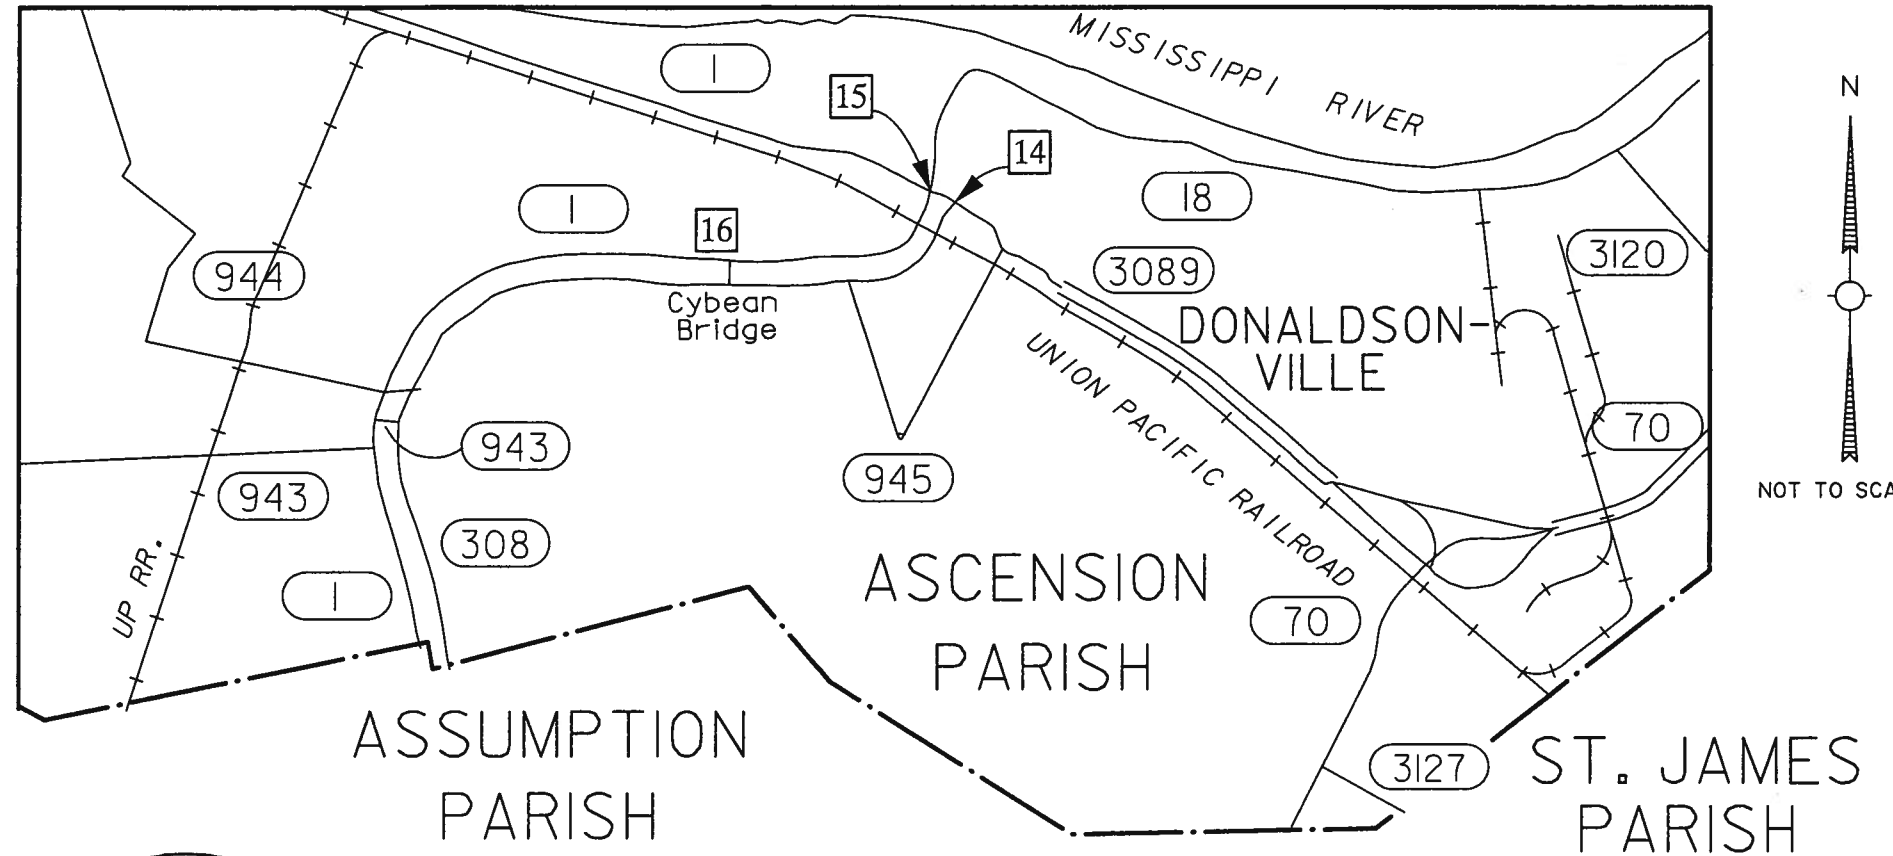 MISSISSIPPI RIVER
1
15
14
N
1
16
18
944
3120
3089
Cybean
Bridge
DONALDSON-
VILLE
UNION PACIFIC RAILROAD
70
943
945
943
NOT TO SCA
308
UP RR.
1
ASCENSION
PARISH
70
ASSUMPTION
PARISH
3127
ST. JAMES
PARISH